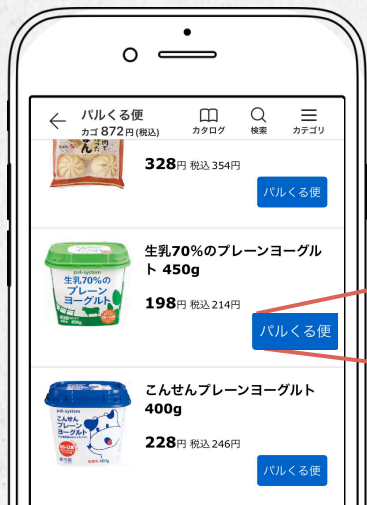 パルくる便
カゴ 872円(税込)
カタログ
検索
カテゴリ
328円 税込354円
パルくる便
pal*system
生乳70%の
プレーン
ヨーグルト
生乳70%のプレーンヨーグル
ト 450g
198円 税込214円
パルくる便
pal*system
こんせん
プレーン
ヨーグルト
こんせんプレーンヨーグルト
400g
228円 税込246円
パルくる便